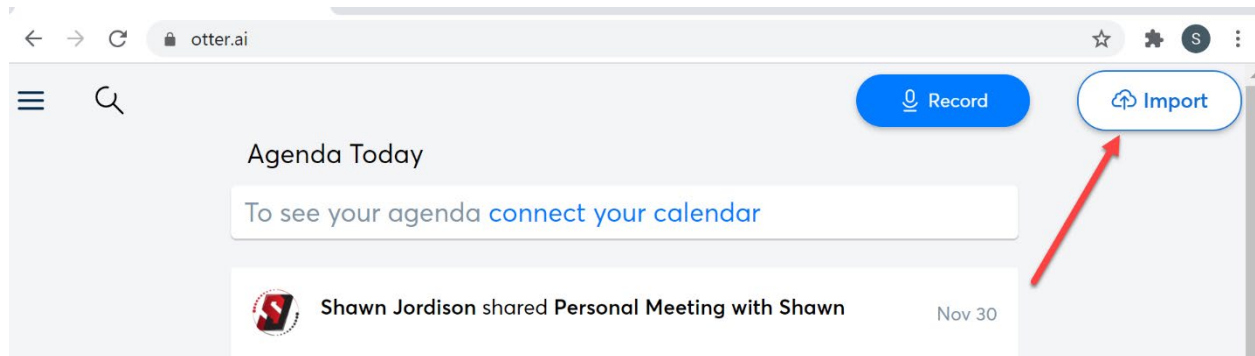 otter.ai
S
Record
Import
Agenda Today
To see your agenda connect your calendar
Shawn Jordison shared Personal Meeting with Shawn
Nov 30